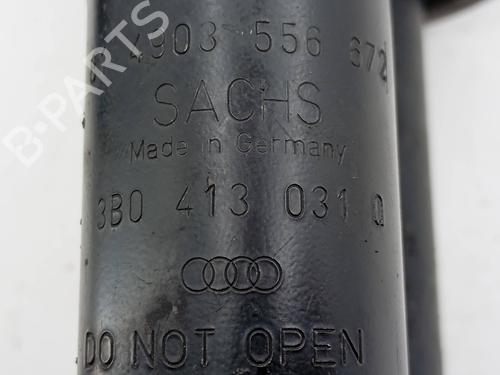 4903 556 672
SACHS
Made in Germany
3B0 413 031 Q
DO NOT OPEN
B-PARTS